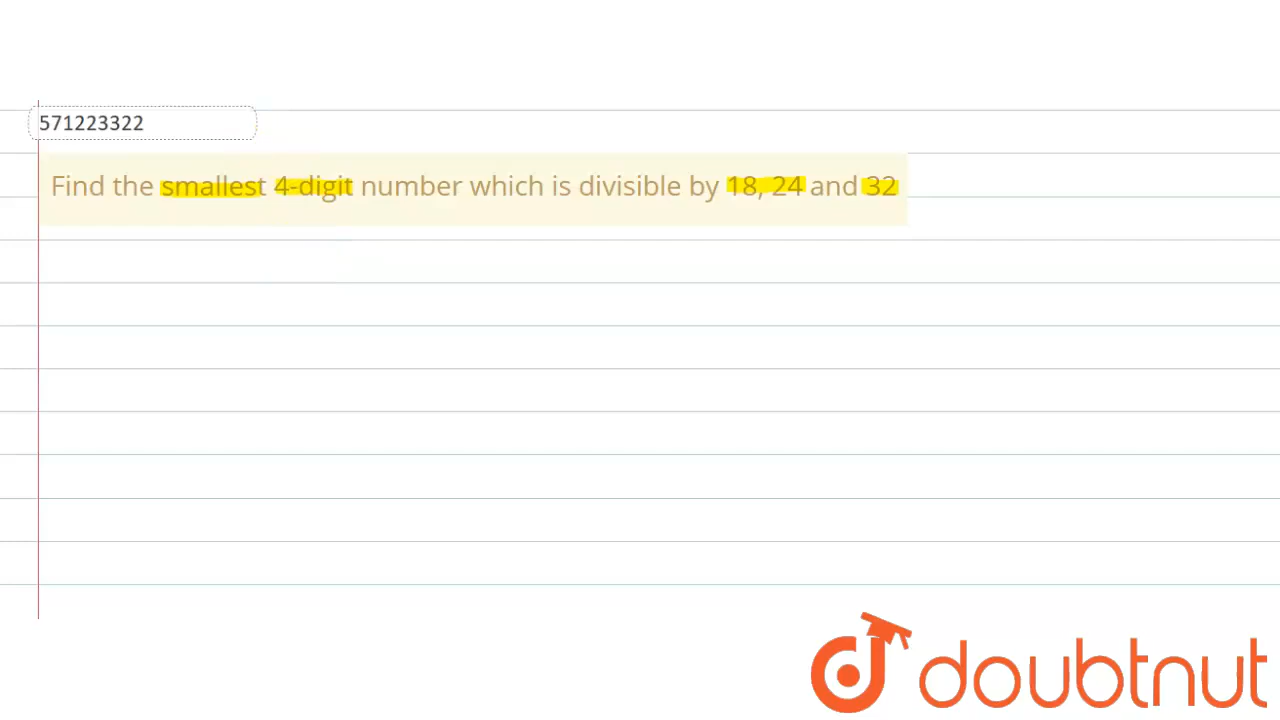 571223322
Find the smallest 4-digit number which is divisible by 18, 24 and 32
doubtnut